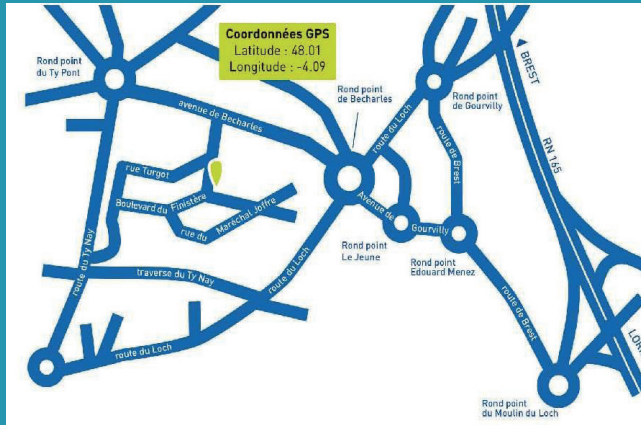 Coordonnées GPS
Latitude : 48.01
Longitude : -4.09
Rond point
du Ty Pont
Rond point
de Becharles
Rond point
de Gourvilly
BREST
RN 165
avenue de Becharles
route du Loch
route de Brest
rue Turgot
Boulevard du Finistère
rue du Maréchal Joffre
Avenue de Gourvilly
Rond point
Le Jeune
Rond point
Edouard Menez
route du Ty Nay
traverse du Ty Nay
route du Loch
route de Brest
route du Loch
Rond point
du Moulin du Loch